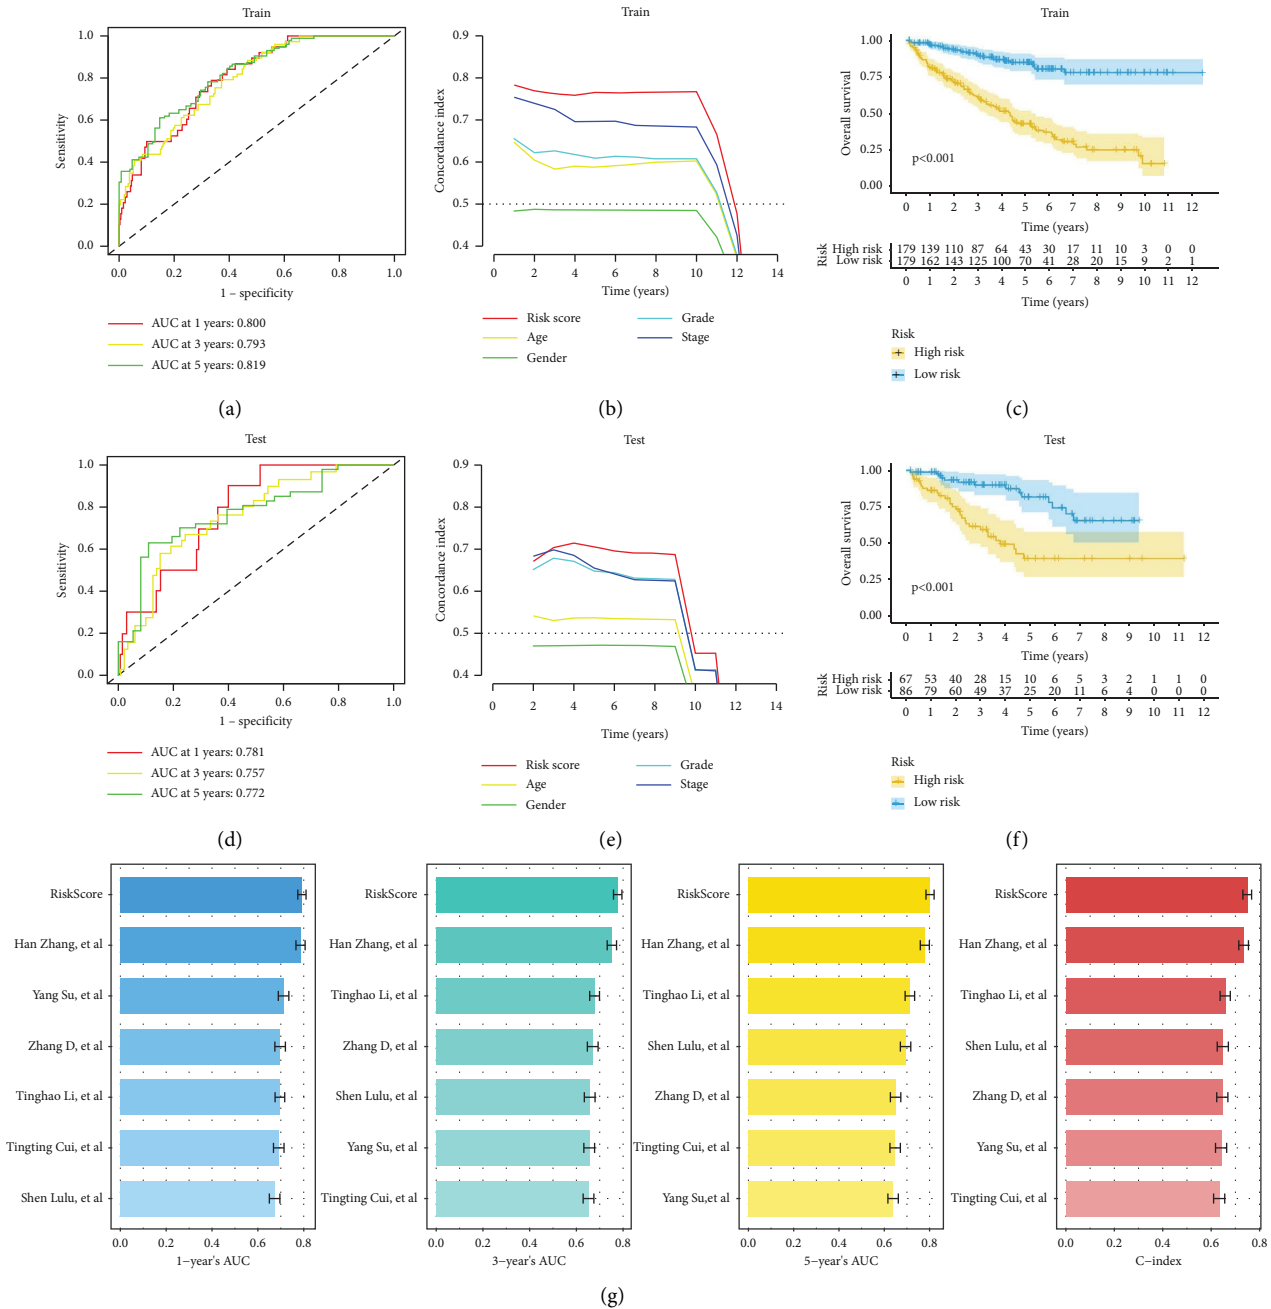 Train
Sensitivity
1.0
0.8
0.6
0.4
0.2
0.0
0.0 0.2 0.4 0.6 0.8 1.0
1 – specificity
AUC at 1 years: 0.800
AUC at 3 years: 0.793
AUC at 5 years: 0.819
(a)
Train
Concordance index
0.9
0.8
0.7
0.6
0.5
0.4
0 2 4 6 8 10 12 14
Time (years)
Risk score
Age
Gender
Grade
Stage
(b)
Train
Overall survival
1.00
0.75
0.50
0.25
0.00
p<0.001
0 1 2 3 4 5 6 7 8 9 10 11 12
Time (years)
Risk
High risk 179 139 110 87 64 43 30 17 11 10 3 0 0
Low risk 179 162 143 125 100 70 41 28 20 15 9 2 1
0 1 2 3 4 5 6 7 8 9 10 11 12
Time (years)
Risk
High risk
Low risk
(c)
Test
Sensitivity
1.0
0.8
0.6
0.4
0.2
0.0
0.0 0.2 0.4 0.6 0.8 1.0
1 – specificity
AUC at 1 years: 0.781
AUC at 3 years: 0.757
AUC at 5 years: 0.772
(d)
Test
Concordance index
0.9
0.8
0.7
0.6
0.5
0.4
0 2 4 6 8 10 12 14
Time (years)
Risk score
Age
Gender
Grade
Stage
(e)
Test
Overall survival
1.00
0.75
0.50
0.25
0.00
p<0.001
0 1 2 3 4 5 6 7 8 9 10 11 12
Time (years)
Risk
High risk 67 53 40 28 15 10 6 5 3 2 1 1 0
Low risk 86 79 60 49 37 25 20 11 6 4 0 0 0
0 1 2 3 4 5 6 7 8 9 10 11 12
Time (years)
Risk
High risk
Low risk
(f)
RiskScore
Han Zhang, et al
Yang Su, et al
Zhang D, et al
Tinghao Li, et al
Tingting Cui, et al
Shen Lulu, et al
0.0 0.2 0.4 0.6 0.8
1–year's AUC
RiskScore
Han Zhang, et al
Tinghao Li, et al
Zhang D, et al
Shen Lulu, et al
Yang Su, et al
Tingting Cui, et al
0.0 0.2 0.4 0.6 0.8
3–year's AUC
RiskScore
Han Zhang, et al
Tinghao Li, et al
Shen Lulu, et al
Zhang D, et al
Tingting Cui, et al
Yang Su,et al
0.0 0.2 0.4 0.6 0.8
5–year's AUC
RiskScore
Han Zhang, et al
Tinghao Li, et al
Shen Lulu, et al
Zhang D, et al
Yang Su, et al
Tingting Cui, et al
0.0 0.2 0.4 0.6 0.8
C–index
(g)